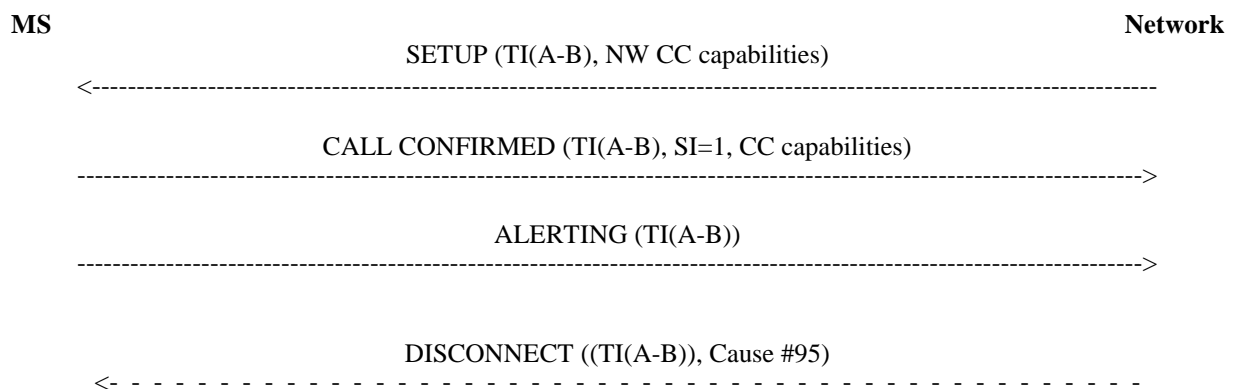 MS Network
SETUP (TI(A-B), NW CC capabilities)
<------------------------------------------------------------------------------------------------------------------------
CALL CONFIRMED (TI(A-B), SI=1, CC capabilities)
------------------------------------------------------------------------------------------------------------------------>
ALERTING (TI(A-B))
------------------------------------------------------------------------------------------------------------------------>
DISCONNECT ((TI(A-B)), Cause #95)
<- - - - - - - - - - - - - - - - - - - - - - - - - - - - - - - - - - - - - - - - - - - - - - -